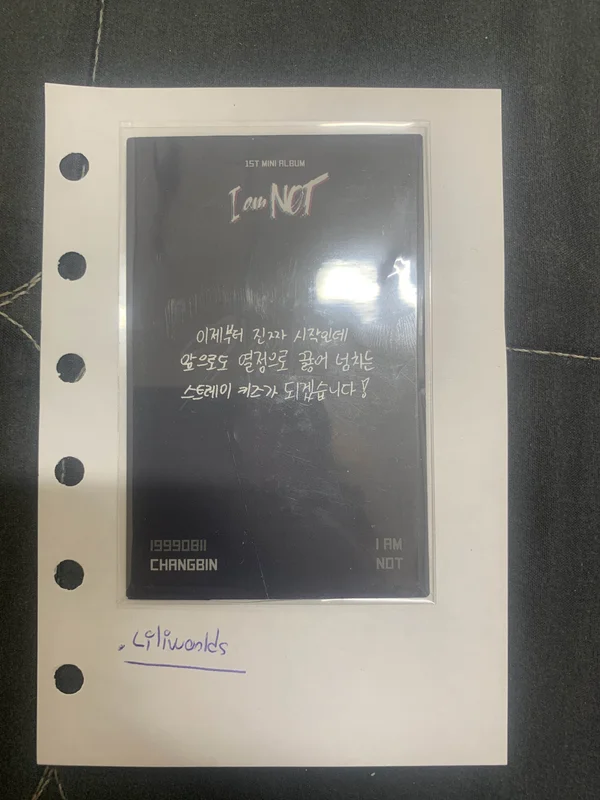 1ST MINI ALBUM
I am NOT
이제부터 진짜 시작인데
앞으로도 열정으로 끓어 넘치는
스트레이 키즈가 되겠습니다!
19990811
CHANGBIN
I AM
NOT
.Liliworlds